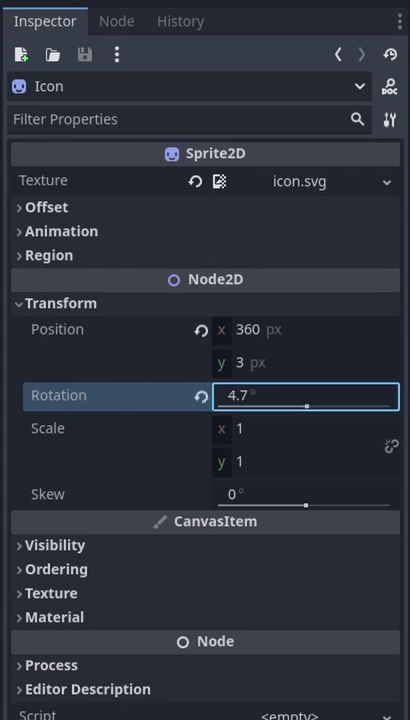 Inspector Node History
Icon
DOC
Filter Properties
Sprite2D
Texture icon.svg
Offset
Animation
Region
Node2D
Transform
Position x 360 px
y 3 px
Rotation 4.7°
Scale x 1
y 1
Skew 0°
CanvasItem
Visibility
Ordering
Texture
Material
Node
Process
Editor Description
Script <empty>